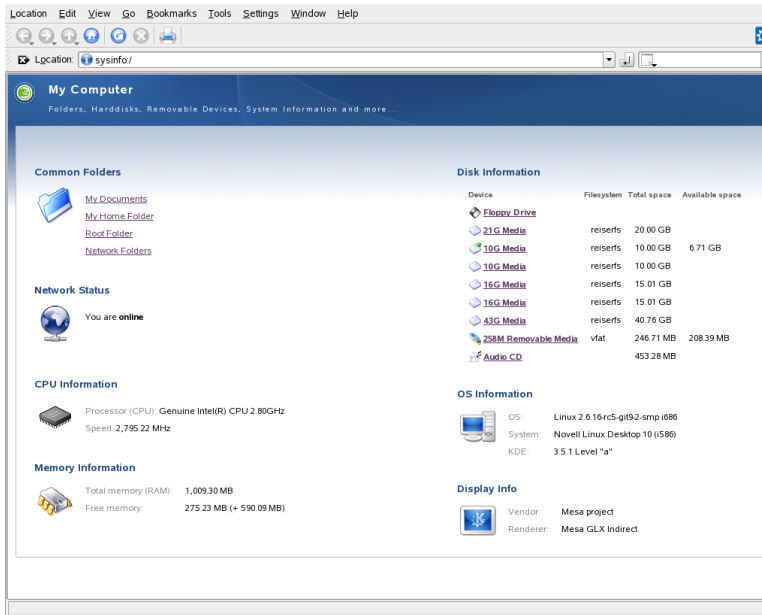 Location Edit View Go Bookmarks Tools Settings Window Help
Location: sysinfo:/
My Computer
Folders, Harddisks, Removable Devices, System Information and more...
Common Folders
My Documents
My Home Folder
Root Folder
Network Folders
Network Status
You are online
CPU Information
Processor (CPU): Genuine Intel(R) CPU 2.80GHz
Speed: 2,795.22 MHz
Memory Information
Total memory (RAM): 1,009.30 MB
Free memory: 275.23 MB (+ 590.09 MB)
Disk Information
Device Filesystem Total space Available space
Floppy Drive
21G Media reiserfs 20.00 GB
10G Media reiserfs 10.00 GB 6.71 GB
10G Media reiserfs 10.00 GB
16G Media reiserfs 15.01 GB
16G Media reiserfs 15.01 GB
43G Media reiserfs 40.76 GB
258M Removable Media vfat 246.71 MB 208.39 MB
Audio CD 453.28 MB
OS Information
OS: Linux 2.6.16-rc5-git9-2-smp i686
System: Novell Linux Desktop 10 (i586)
KDE: 3.5.1 Level "a"
Display Info
Vendor: Mesa project
Renderer: Mesa GLX Indirect